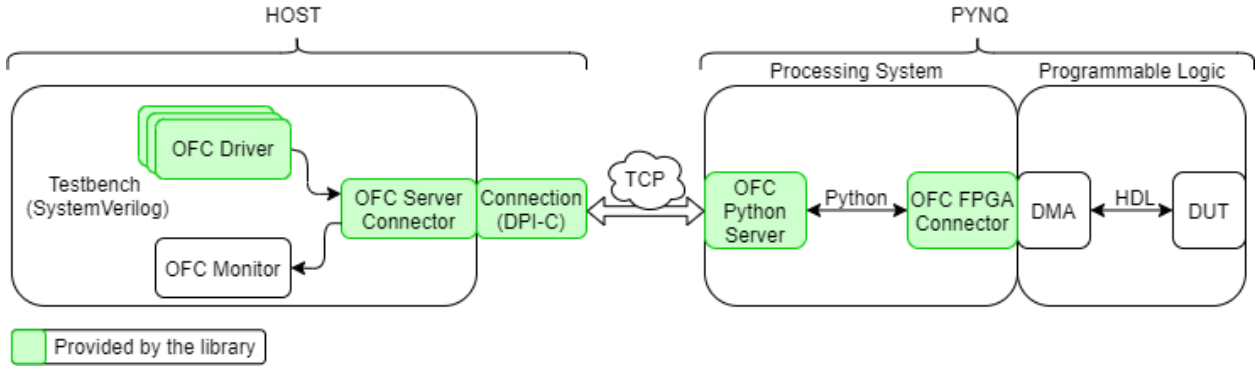 HOST
PYNQ
Processing System
Programmable Logic
OFC Driver
Testbench
(SystemVerilog)
OFC Server
Connector
Connection
(DPI-C)
OFC Monitor
TCP
OFC
Python
Server
Python
OFC FPGA
Connector
DMA
HDL
DUT
Provided by the library